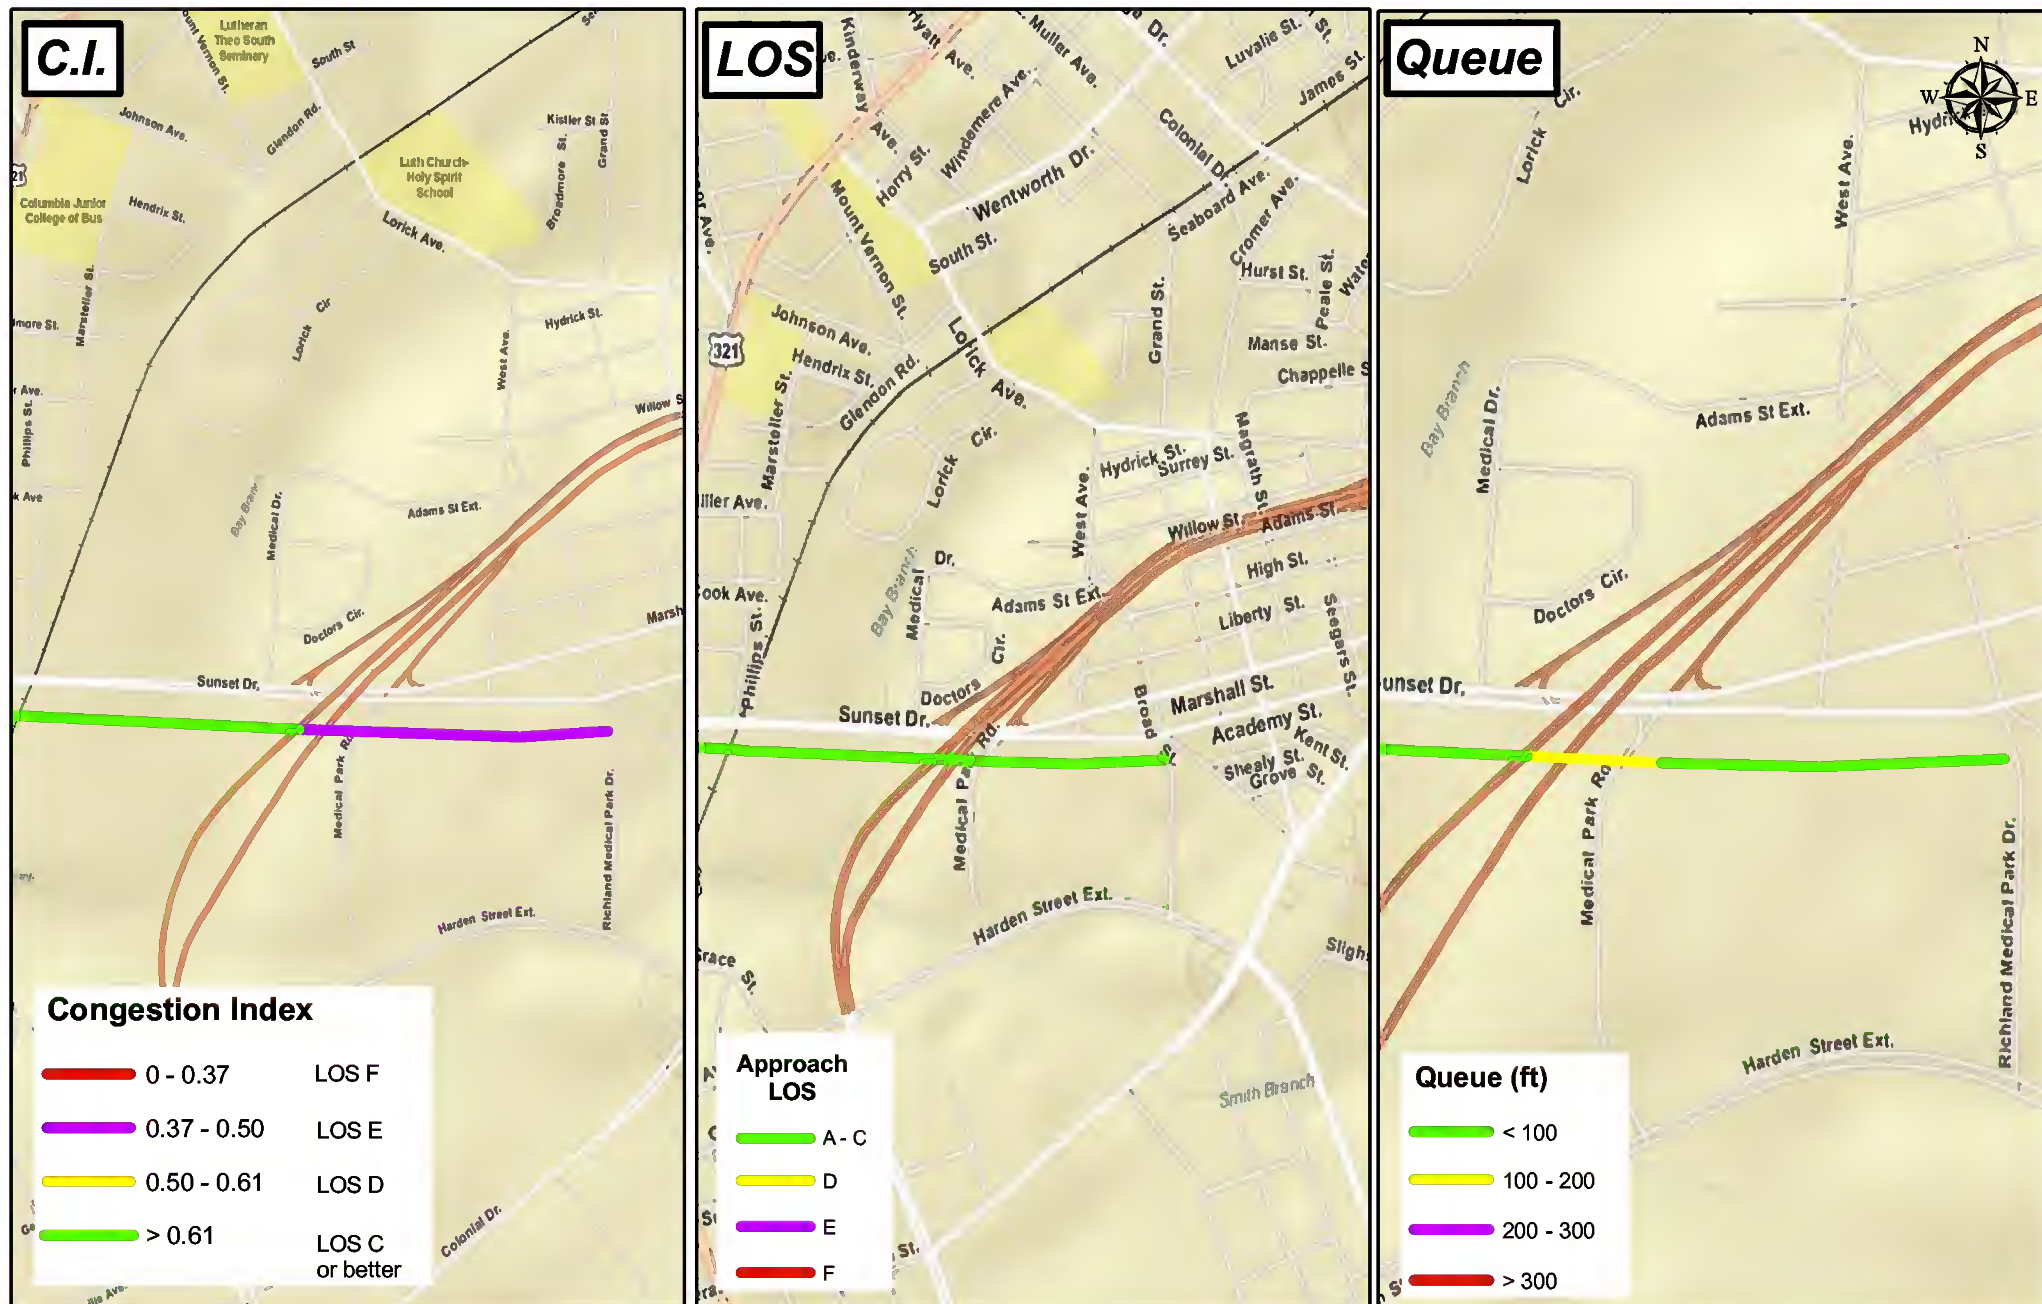 C.I.
Lutheran
Theo South
Seminary
South St
Glendon Rd.
Johnson Ave.
Columbia Junior
College of Bus
Hendrix St.
Luth Church-
Holy Spirit
School
Kistler St
Broadmore St.
Grand St.
Lorick Ave.
Marsteller St.
Lorick Cir
Hydrick St.
West Ave.
Phillips St.
Willow S
Medical Dr.
Adams St Ext.
Doctors Cir.
Marsh
Sunset Dr.
Medical Park Rd.
Richland Medical Park Dr.
Harden Street Ext.
Colonial Dr.
Congestion Index
0 - 0.37 LOS F
0.37 - 0.50 LOS E
0.50 - 0.61 LOS D
> 0.61 LOS C
or better
LOS
Kinderway Ave.
Hyatt Ave.
Muller Ave.
Dr.
Luvalie St.
St.
James St.
Windemere Ave.
Horry St.
Colonial Dr.
Wentworth Dr.
Seaboard Ave.
Cromer Ave.
Mount Vernon St.
South St.
Hurst St.
Peale St.
321
Johnson Ave.
Hendrix St.
Glendon Rd.
Lorick Ave.
Grand St.
Manse St.
Chappelle S
Marsteller St.
Lorick Cir.
Hydrick St.
Surrey St.
Magrath St.
West Ave.
Willow St.
Adams St.
High St.
Bay Branch
Medical Dr.
Adams St Ext.
Liberty St.
Seegars St.
Phillips St.
Doctors Cir.
Sunset Dr.
Broad St.
Marshall St.
Academy St.
Kent St.
Shealy St.
Grove St.
Harden Street Ext.
Smith Branch
St.
Approach
LOS
A - C
D
E
F
Queue
N
W E
S
Lorick Cir.
West Ave.
Bay Branch
Medical Dr.
Adams St Ext.
Doctors Cir.
unset Dr.
Medical Park Rd
Richland Medical Park Dr.
Harden Street Ext.
Queue (ft)
< 100
100 - 200
200 - 300
> 300